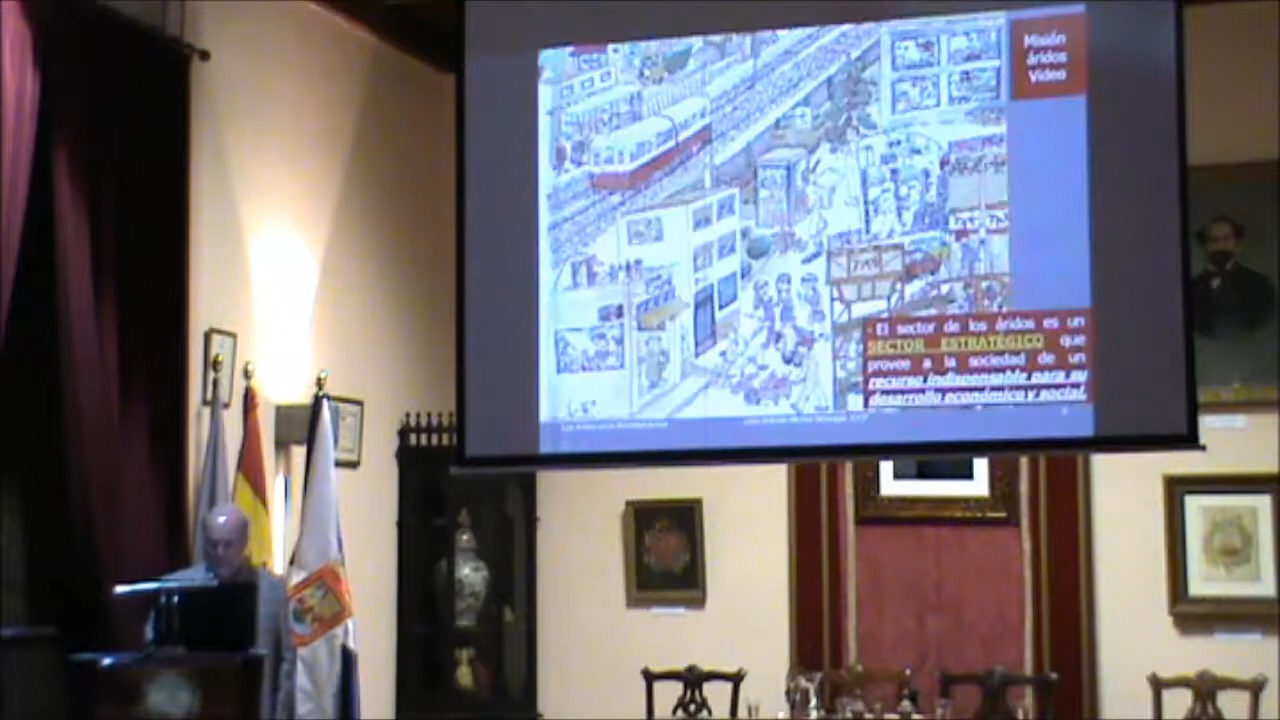 Misión
áridos
Video
- El sector de los áridos es un
SECTOR ESTRATÉGICO que
provee a la sociedad de un
recurso indispensable para su
desarrollo económico y social.